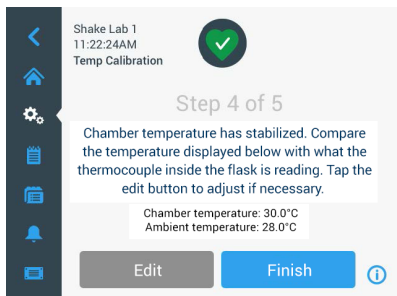 Shake Lab 1
11:22:24AM
Temp Calibration
Step 4 of 5
Chamber temperature has stabilized. Compare
the temperature displayed below with what the
thermocouple inside the flask is reading. Tap the
edit button to adjust if necessary.
Chamber temperature: 30.0°C
Ambient temperature: 28.0°C
Edit
Finish